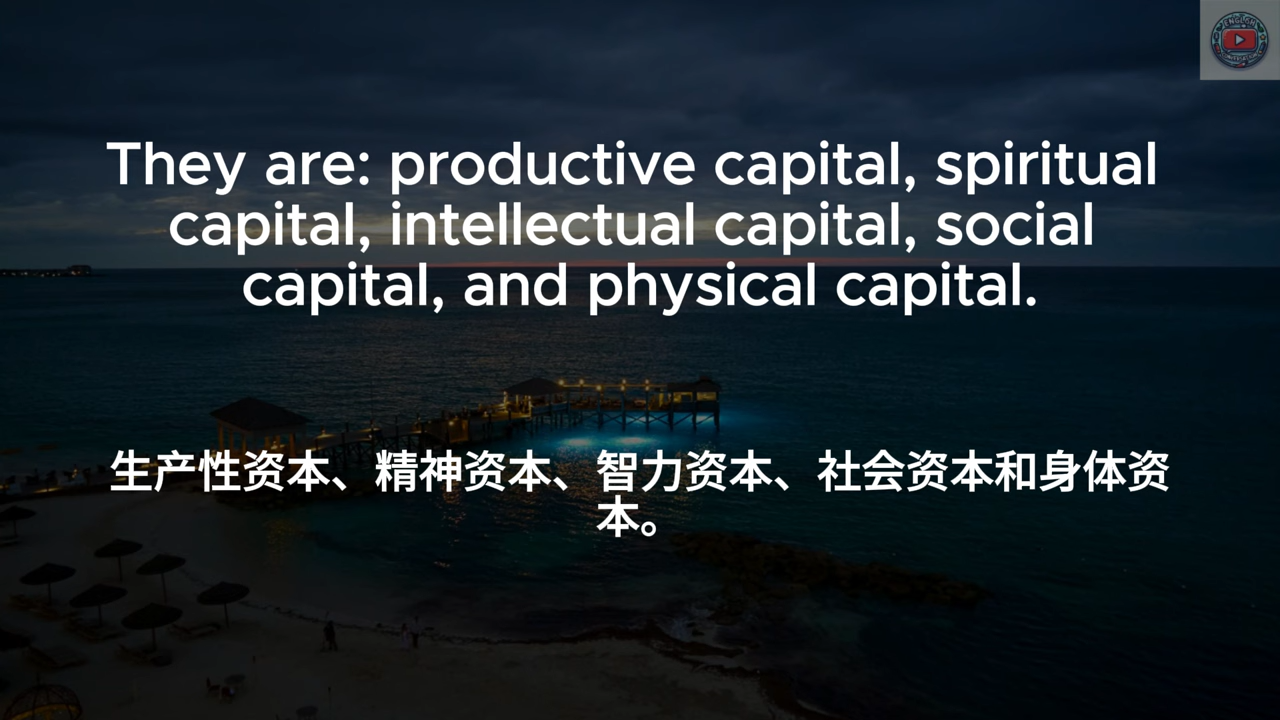 They are: productive capital, spiritual
capital, intellectual capital, social
capital, and physical capital.
生产性资本、精神资本、智力资本、社会资本和身体资
本。
ENGLISH